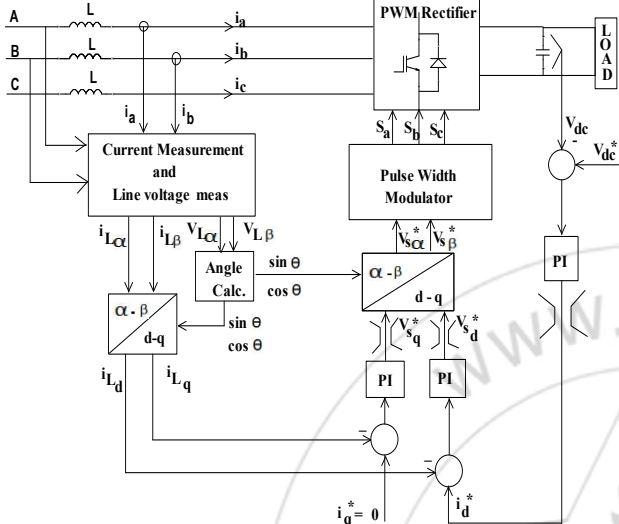 A
L
i_a
PWM Rectifier
B
L
i_b
C
L
i_c
LOAD
i_a
i_b
S_a
S_b
S_c
V_dc
-
V_dc*
Current Measurement
and
Line voltage meas
Pulse Width
Modulator
i_Lα
i_Lβ
V_Lα
V_Lβ
V_sα*
V_sβ*
PI
Angle
Calc.
sin θ
cos θ
α - β
d - q
α - β
d-q
sin θ
cos θ
V_sq*
V_sd*
i_Ld
i_Lq
PI
PI
-
-
i_q* = 0
i_d*
www.